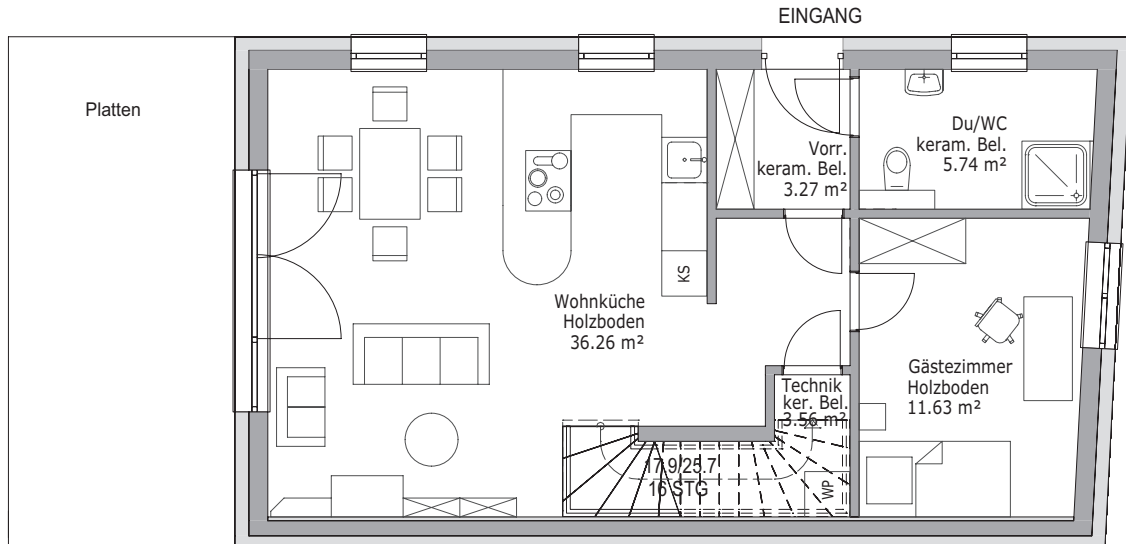 EINGANG
Platten
Du/WC
keram. Bel.
5.74 m²
Vorr.
keram. Bel.
3.27 m²
KS
Wohnküche
Holzboden
36.26 m²
Gästezimmer
Holzboden
11.63 m²
Technik
ker. Bel.
3.56 m²
17.9/25.7
16 STG
WP